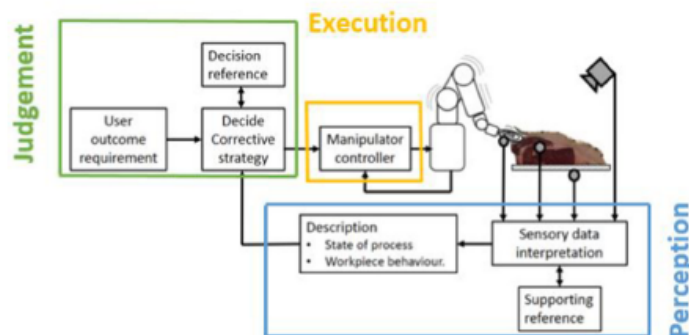 Judgement
Execution
Decision
reference
User
outcome
requirement
Decide
Corrective
strategy
Manipulator
controller
Description
• State of process
• Workpiece behaviour.
Sensory data
interpretation
Supporting
reference
Perception